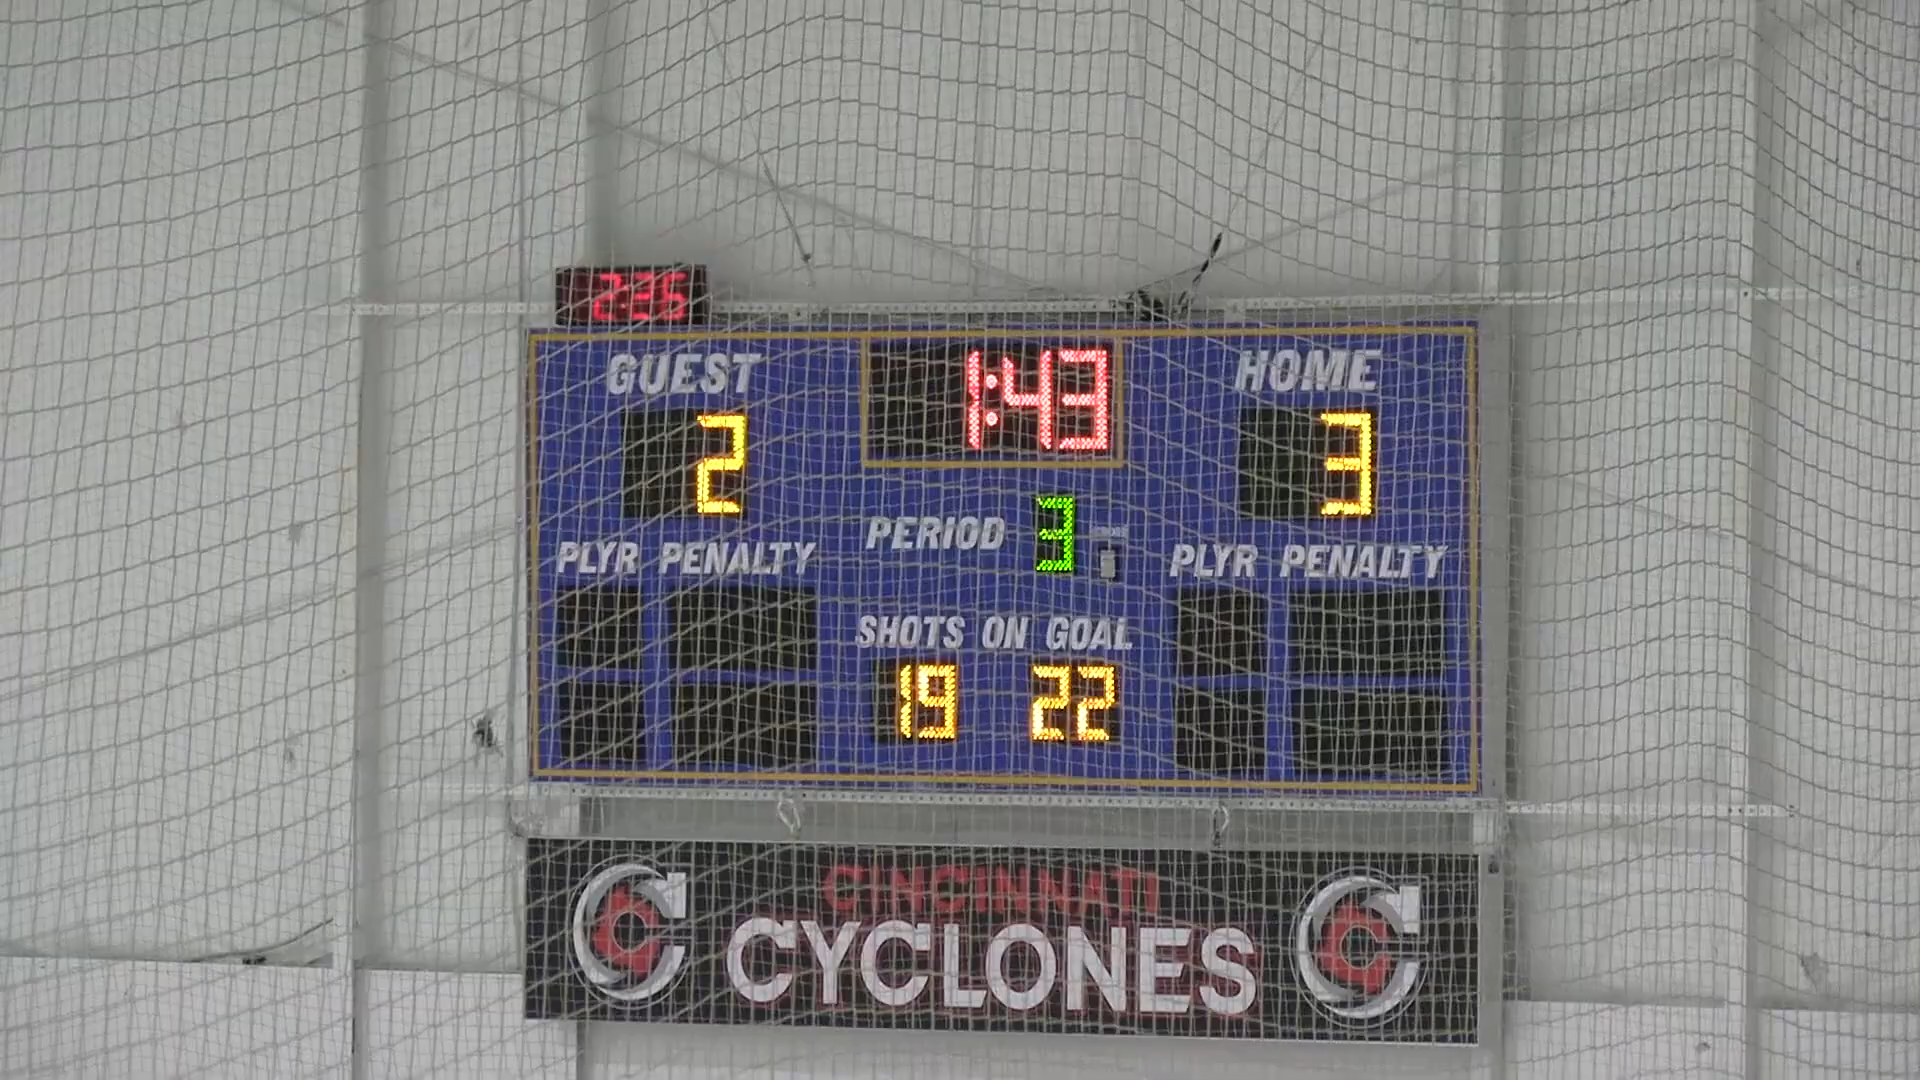 2:36
GUEST 1:43 HOME
2 3
PERIOD 3
PLYR PENALTY PLYR PENALTY
SHOTS ON GOAL
19 22
CINCINNATI
CYCLONES